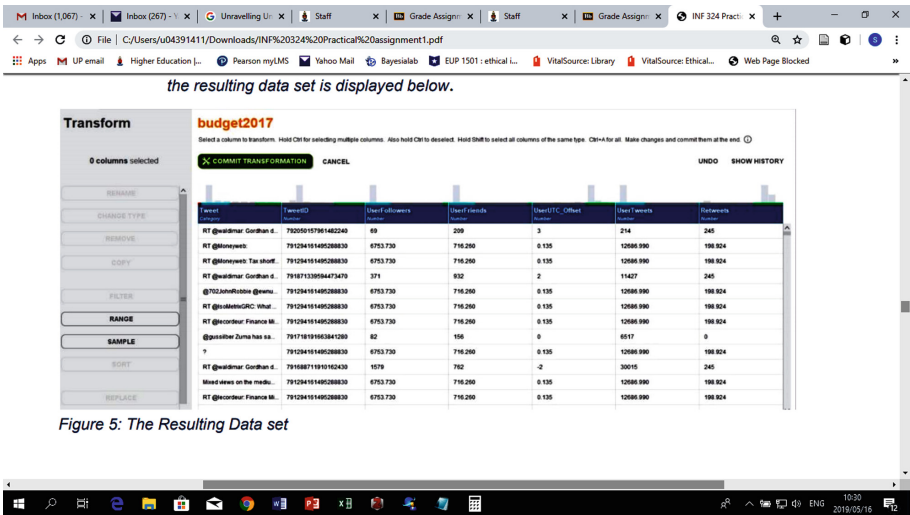 Inbox (1,067) - x
Inbox (267) - Y x
Unravelling Un x
Staff x
Grade Assignn x
Staff x
Grade Assignn x
INF 324 Practi x
File | C:/Users/u04391411/Downloads/INF%20324%20Practical%20assignment1.pdf
Apps UP email Higher Education |... Pearson myLMS Yahoo Mail Bayesialab EUP 1501 : ethical i... VitalSource: Library VitalSource: Ethical... Web Page Blocked »
the resulting data set is displayed below.
Transform
budget2017
Select a column to transform. Hold Ctrl for selecting multiple columns. Also hold Ctrl to deselect. Hold Shift to select all columns of the same type. Ctrl+A for all. Make changes and commit them at the end.
0 columns selected
COMMIT TRANSFORMATION CANCEL UNDO SHOW HISTORY
RENAME
CHANGE TYPE
REMOVE
COPY
FILTER
RANGE
SAMPLE
SORT
REPLACE
Tweet TweetID UserFollowers UserFriends UserUTC_Offset UserTweets Retweets
Category Number Number Number Number Number Number
RT @waldimar: Gordhan d... 792050157961482240 69 209 3 214 245
RT @Moneyweb: 791294161495288830 6753.730 716.260 0.135 12686.990 198.924
RT @Moneyweb: Tax shortf... 791294161495288830 6753.730 716.260 0.135 12686.990 198.924
RT @waldimar: Gordhan d... 791871339594473470 371 932 2 11427 245
@702JohnRobbie @ewnu... 791294161495288830 6753.730 716.260 0.135 12686.990 198.924
RT @IsoMetrixGRC: What ... 791294161495288830 6753.730 716.260 0.135 12686.990 198.924
RT @lecordeur: Finance Mi... 791294161495288830 6753.730 716.260 0.135 12686.990 198.924
@gussilber Zuma has sa... 791718191663841280 82 156 0 6517 0
? 791294161495288830 6753.730 716.260 0.135 12686.990 198.924
RT @waldimar: Gordhan d... 791688711910162430 1579 762 -2 30015 245
Mixed views on the mediu... 791294161495288830 6753.730 716.260 0.135 12686.990 198.924
RT @lecordeur: Finance Mi... 791294161495288830 6753.730 716.260 0.135 12686.990 198.924
Figure 5: The Resulting Data set
ENG
10:30
2019/05/16
12